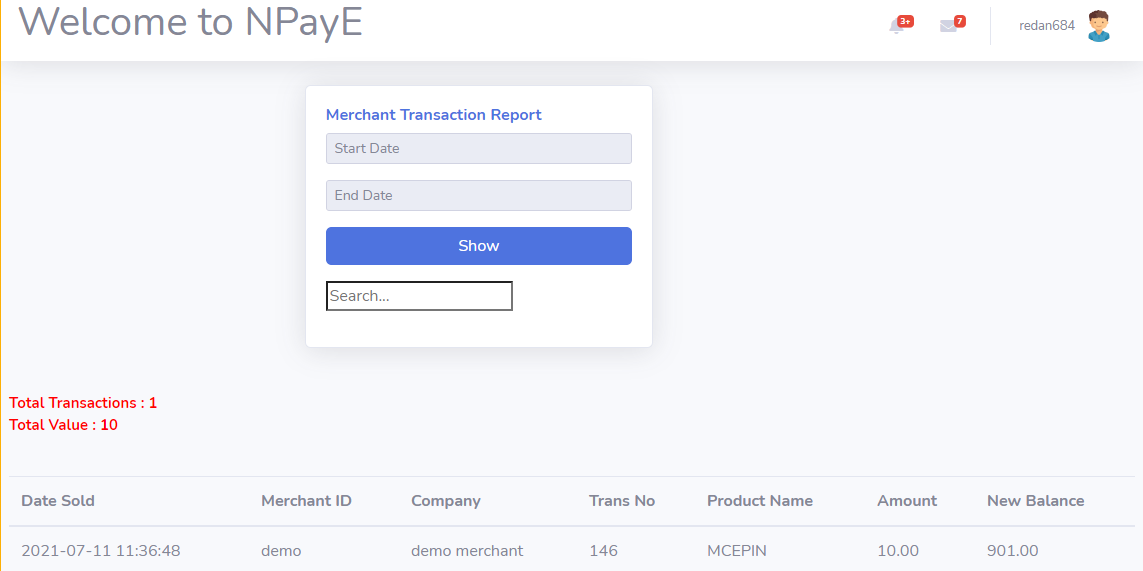 Welcome to NPayE
3+
7
redan684
Merchant Transaction Report
Start Date
End Date
Show
Search...
Total Transactions : 1
Total Value : 10
Date Sold Merchant ID Company Trans No Product Name Amount New Balance
2021-07-11 11:36:48 demo demo merchant 146 MCEPIN 10.00 901.00